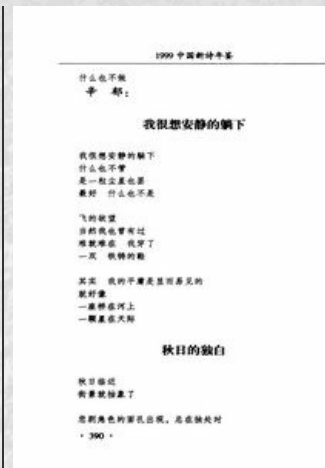 1999 中国新诗年鉴
什么也不做
辛 郁:
我很想安静的躺下
我很想安静的躺下
什么也不管
是一粒尘星也罢
最好 什么也不是
飞的欲望
当然我也曾有过
难就难在 我穿了
一双 铁铸的鞋
其实 我的平庸是显而易见的
就好像
一座桥在河上
一颗星在天际
秋日的独白
秋日临近
街景就抽象了
悲剧角色的面孔出现,总在独处时
· 390 ·